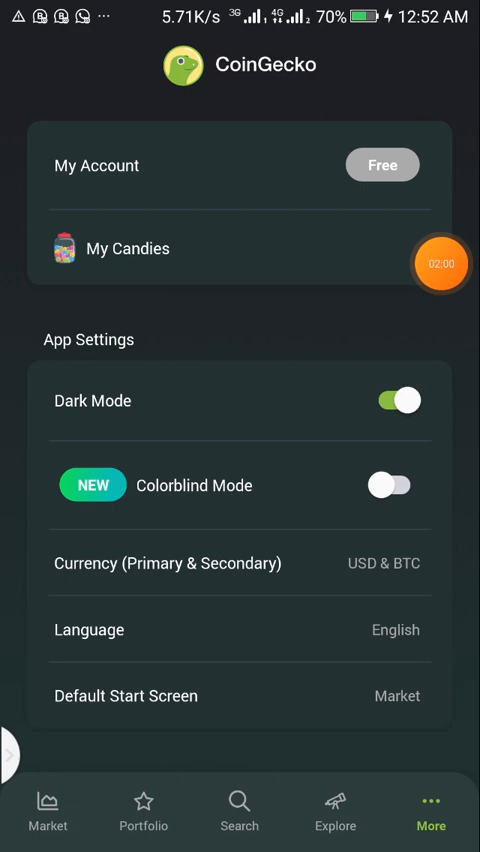 5.71K/s 3G 1 4G 2 70% 12:52 AM
CoinGecko
My Account Free
My Candies
02:00
App Settings
Dark Mode
NEW Colorblind Mode
Currency (Primary & Secondary) USD & BTC
Language English
Default Start Screen Market
Market Portfolio Search Explore More